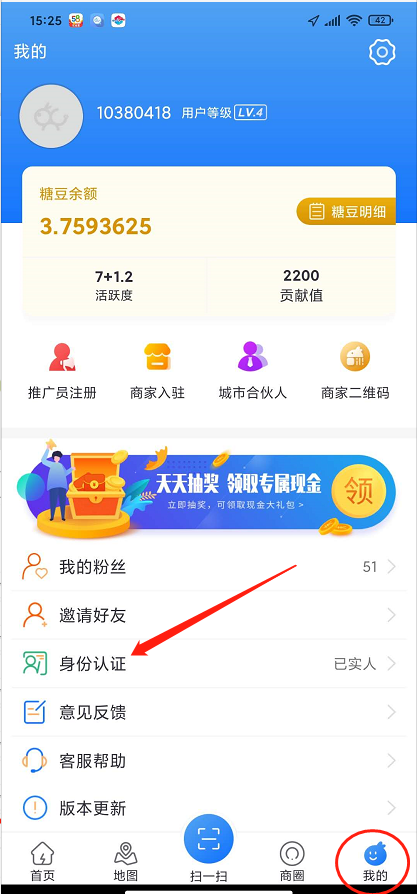 15:25
42
我的
10380418 用户等级 LV.4
糖豆余额
3.7593625
糖豆明细
7+1.2
活跃度
2200
贡献值
推广员注册
商家入驻
城市合伙人
商家二维码
天天抽奖 领取专属现金
立即抽奖，可领取现金大礼包 >
领
我的粉丝 51
邀请好友
身份认证 已实人
意见反馈
客服帮助
版本更新
首页
地图
扫一扫
商圈
我的